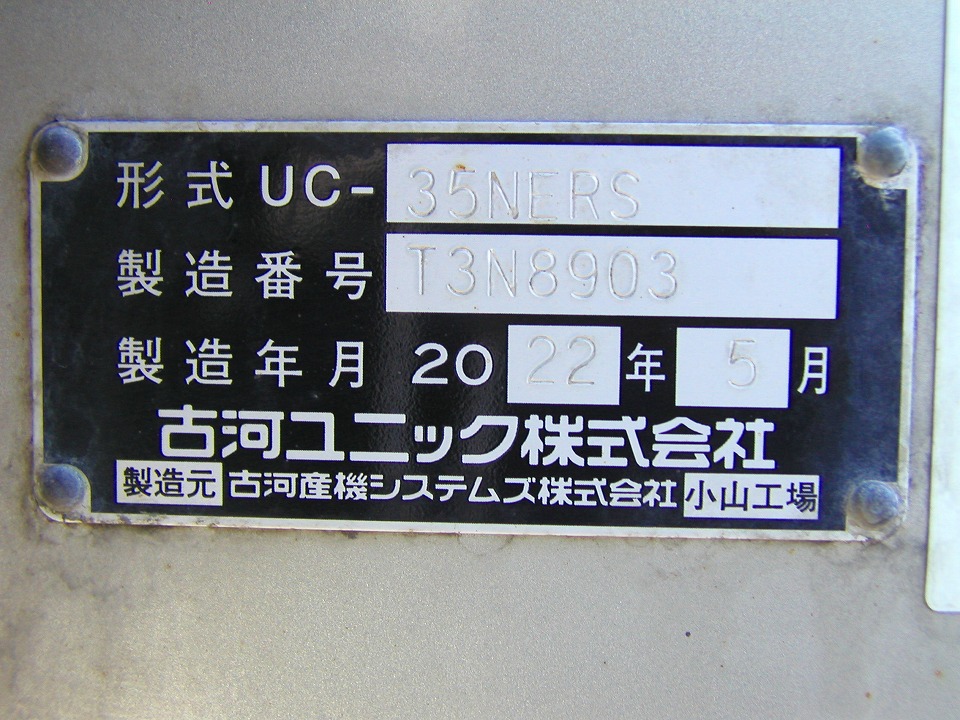 形式 UC-35NERS
製造番号 T3N8903
製造年月 2022年5月
古河ユニック株式会社
製造元 古河産機システムズ株式会社 小山工場